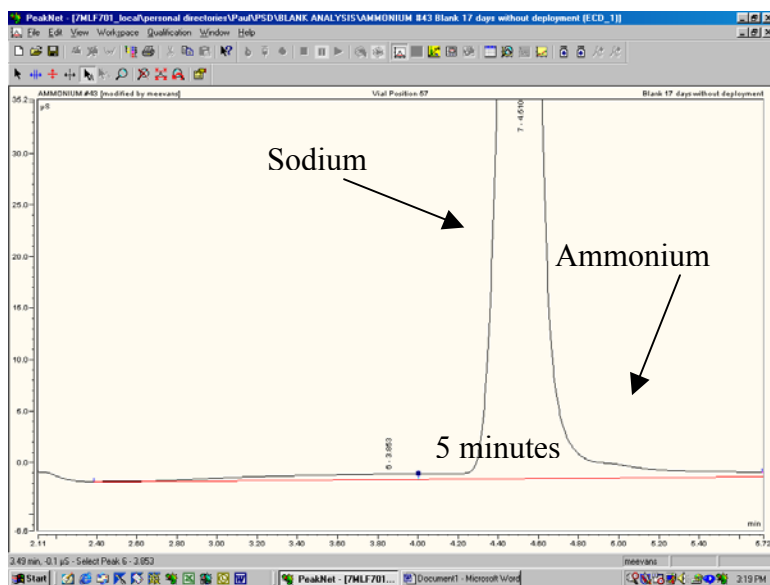 PeakNet - [7MLF701_local\personal directories\Paul\PSD\BLANK ANALYSIS\AMMONIUM #43 Blank 17 days without deployment (ECD_1)]
File Edit View Workspace Qualification Window Help
AMMONIUM #43 [modified by meevans] Vial Position 57 Blank 17 days without deployment
35.2
µS
30.0
25.0
20.0
15.0
10.0
5.0
0.0
-6.6
7 - 4.510
6 - 3.853
Sodium
Ammonium
5 minutes
min
2.11 2.40 2.60 2.80 3.00 3.20 3.40 3.60 3.80 4.00 4.20 4.40 4.60 4.80 5.00 5.20 5.40 5.72
3.49 min, -0.1 µS - Select Peak 6 - 3.853 meevans
Start PeakNet - [7MLF701... Document1 - Microsoft Word 2:19 PM